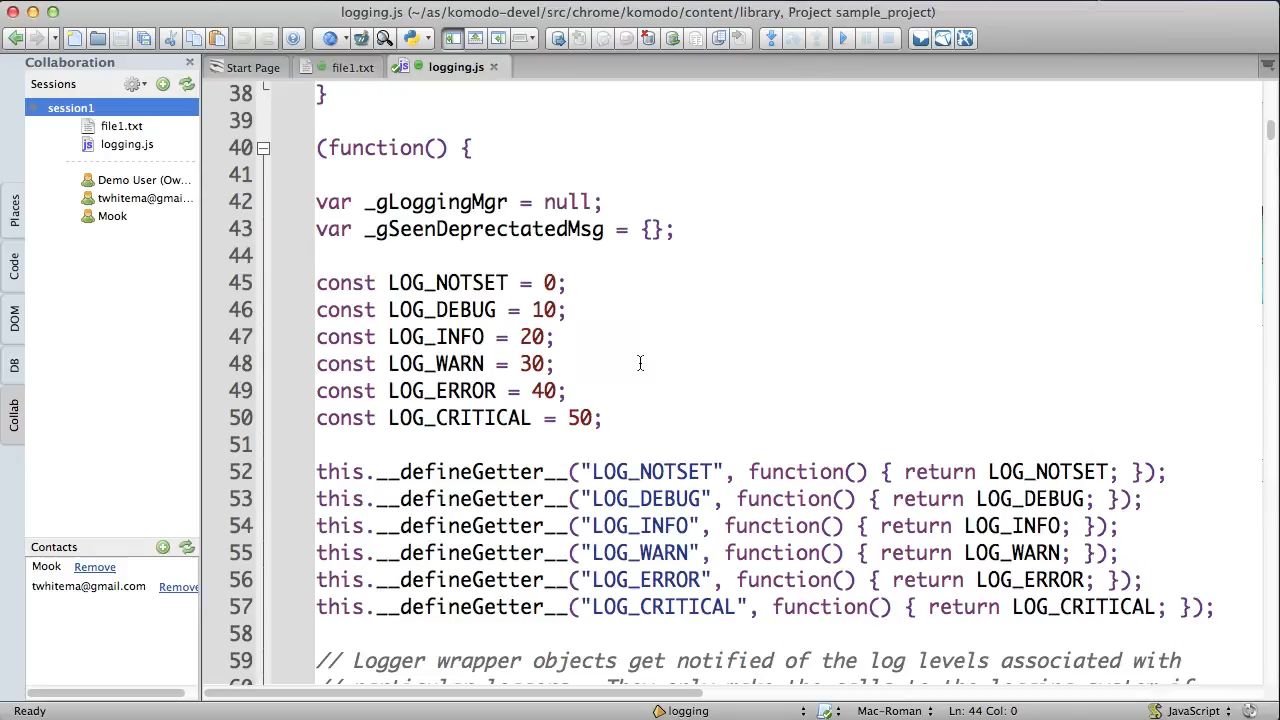 logging.js (~/as/komodo-devel/src/chrome/komodo/content/library, Project sample_project)
Collaboration
Sessions
session1
file1.txt
logging.js
Demo User (Ow...
twhitema@gmai...
Mook
Places
Code
DOM
DB
Collab
Contacts
Mook Remove
twhitema@gmail.com Remove
Start Page
file1.txt
logging.js
38 }
39
40 (function() {
41
42 var _gLoggingMgr = null;
43 var _gSeenDeprectatedMsg = {};
44
45 const LOG_NOTSET = 0;
46 const LOG_DEBUG = 10;
47 const LOG_INFO = 20;
48 const LOG_WARN = 30;
49 const LOG_ERROR = 40;
50 const LOG_CRITICAL = 50;
51
52 this.__defineGetter__("LOG_NOTSET", function() { return LOG_NOTSET; });
53 this.__defineGetter__("LOG_DEBUG", function() { return LOG_DEBUG; });
54 this.__defineGetter__("LOG_INFO", function() { return LOG_INFO; });
55 this.__defineGetter__("LOG_WARN", function() { return LOG_WARN; });
56 this.__defineGetter__("LOG_ERROR", function() { return LOG_ERROR; });
57 this.__defineGetter__("LOG_CRITICAL", function() { return LOG_CRITICAL; });
58
59 // Logger wrapper objects get notified of the log levels associated with
Ready
logging
Mac-Roman
Ln: 44 Col: 0
JavaScript